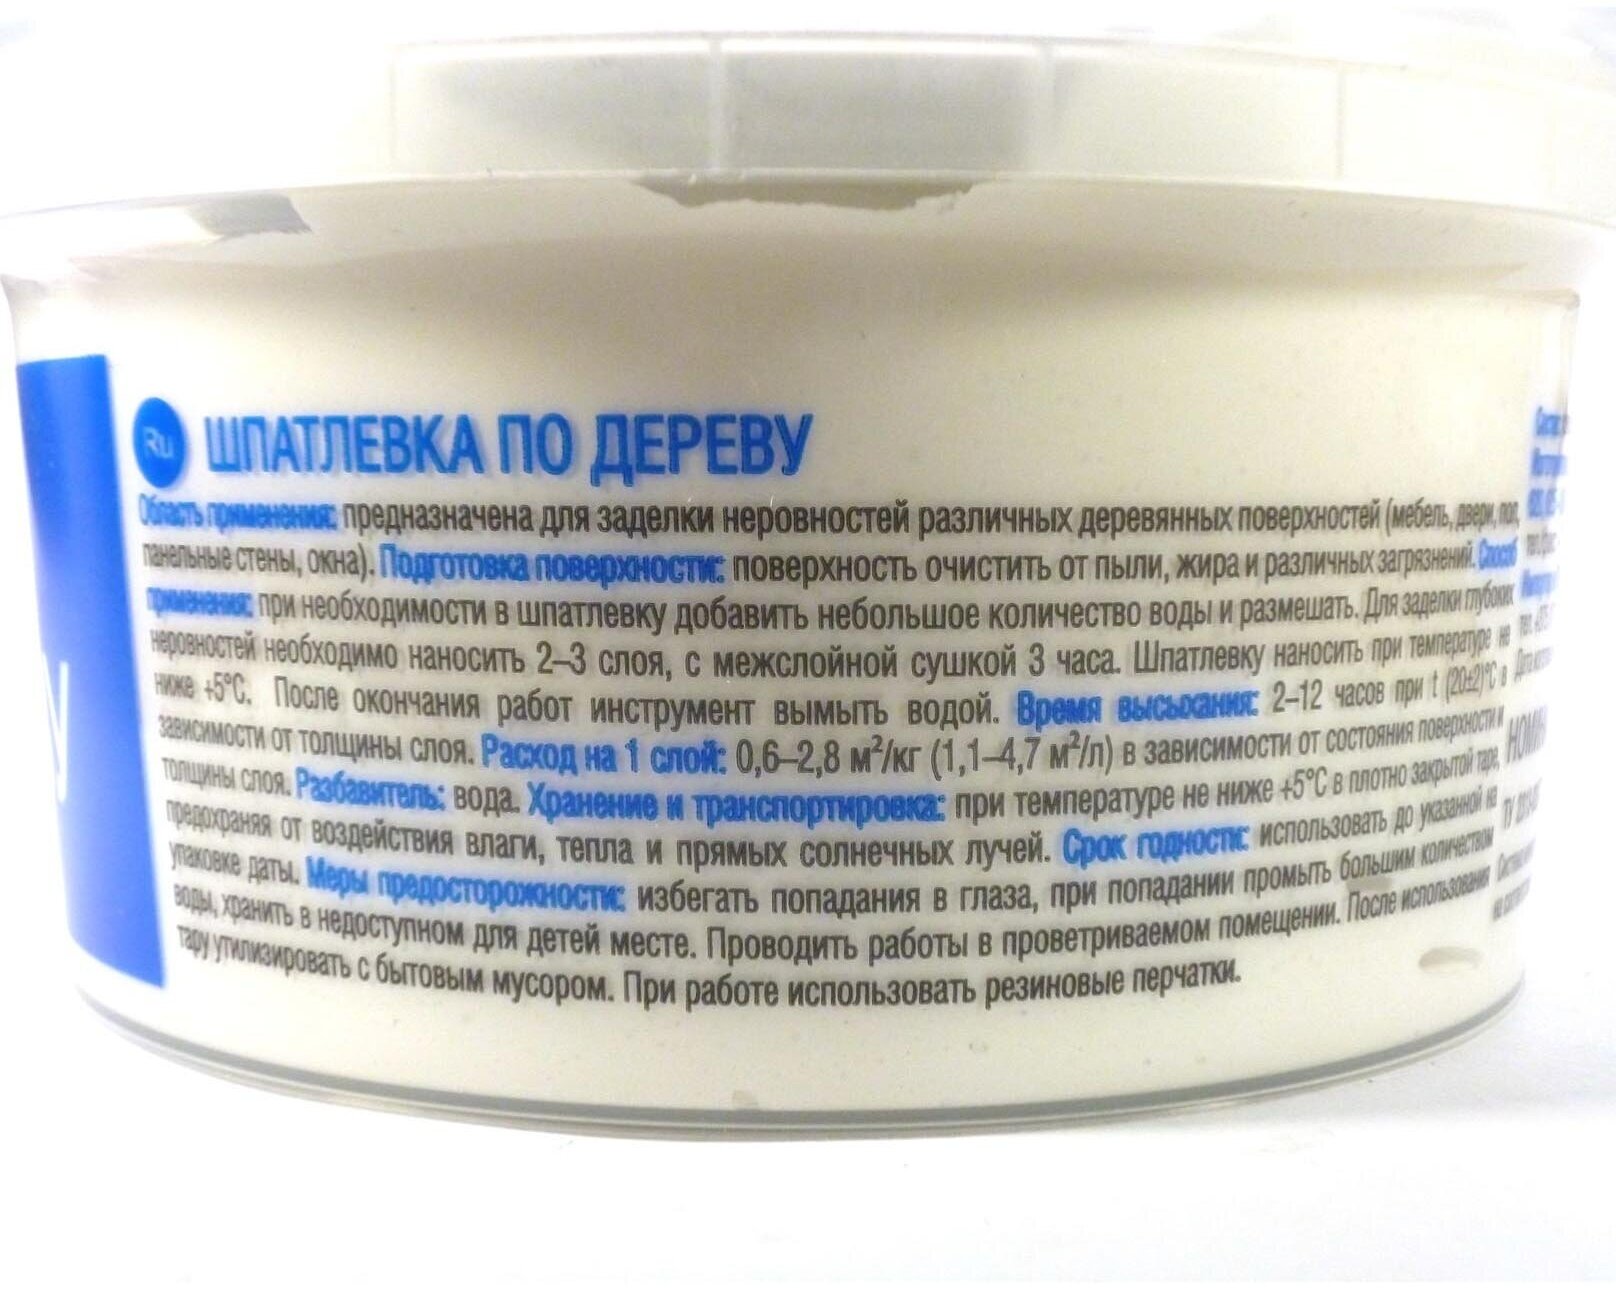 Ru ШПАТЛЕВКА ПО ДЕРЕВУ
Область применения: предназначена для заделки неровностей различных деревянных поверхностей (мебель, двери, пол,
панельные стены, окна). Подготовка поверхности: поверхность очистить от пыли, жира и различных загрязнений. Способ
применения: при необходимости в шпатлевку добавить небольшое количество воды и размешать. Для заделки глубоких
неровностей необходимо наносить 2–3 слоя, с межслойной сушкой 3 часа. Шпатлевку наносить при температуре не
ниже +5°С. После окончания работ инструмент вымыть водой. Время высыхания: 2–12 часов при t (20±2)°С в
зависимости от толщины слоя. Расход на 1 слой: 0,6–2,8 м²/кг (1,1–4,7 м²/л) в зависимости от состояния поверхности и
толщины слоя. Разбавитель: вода. Хранение и транспортировка: при температуре не ниже +5°С в плотно закрытой таре,
предохраняя от воздействия влаги, тепла и прямых солнечных лучей. Срок годности: использовать до указанной на
упаковке даты. Меры предосторожности: избегать попадания в глаза, при попадании промыть большим количеством
воды, хранить в недоступном для детей месте. Проводить работы в проветриваемом помещении. После использования
тару утилизировать с бытовым мусором. При работе использовать резиновые перчатки.